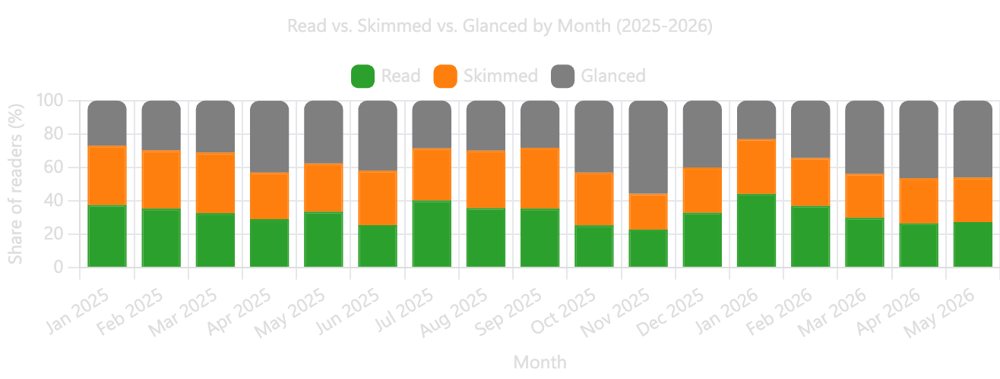 Read vs. Skimmed vs. Glanced by Month (2025-2026)
Read Skimmed Glanced
Share of readers (%)
100
80
60
40
20
0
Jan 2025 Feb 2025 Mar 2025 Apr 2025 May 2025 Jun 2025 Jul 2025 Aug 2025 Sep 2025 Oct 2025 Nov 2025 Dec 2025 Jan 2026 Feb 2026 Mar 2026 Apr 2026 May 2026
Month